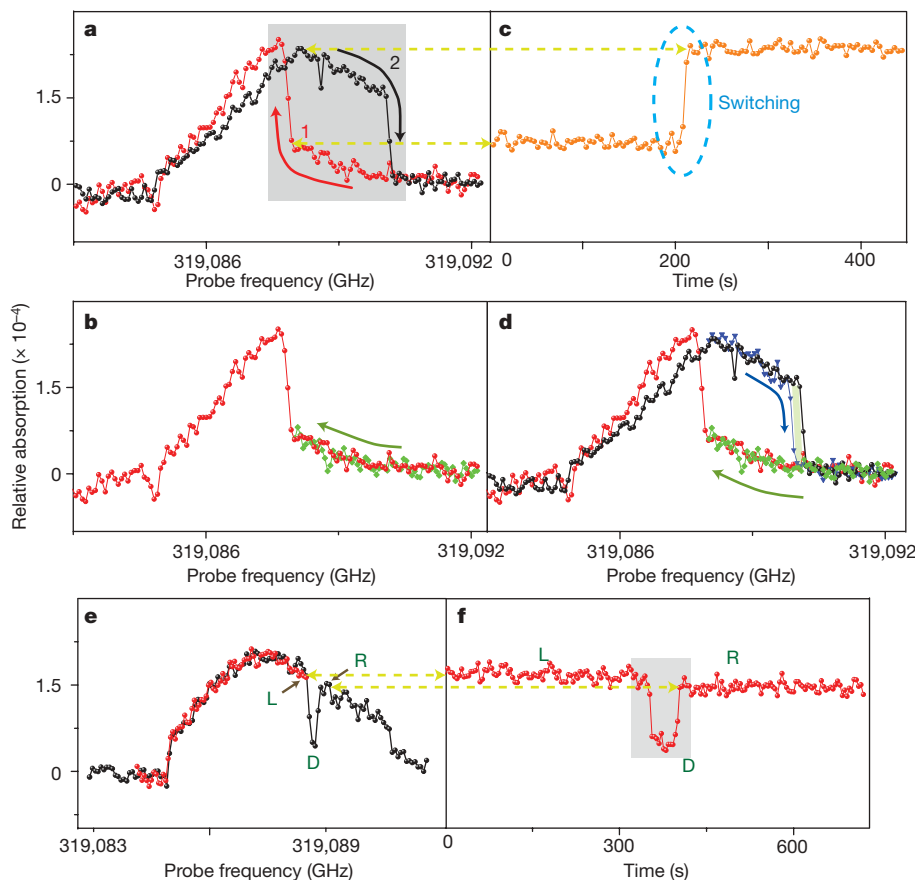 a
c
1.5
0
2
1
Switching
319,086
319,092
Probe frequency (GHz)
0
200
400
Time (s)
Relative absorption (× 10⁻⁴)
b
d
1.5
0
319,086
319,092
Probe frequency (GHz)
319,086
319,092
Probe frequency (GHz)
e
f
1.5
0
R
L
D
L
R
D
319,083
319,089
Probe frequency (GHz)
0
300
600
Time (s)